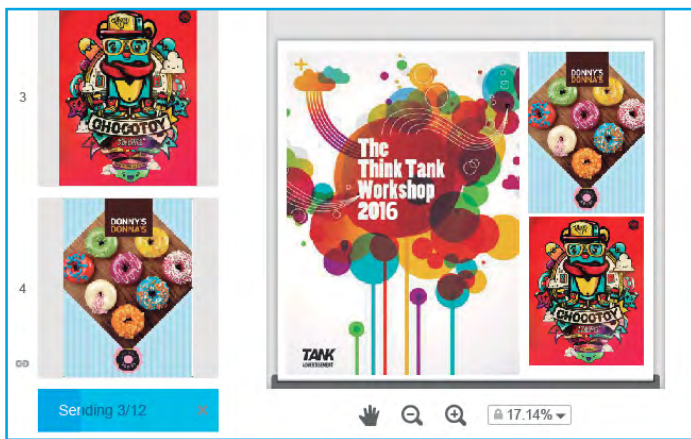 3
CHOCOTOY
4
DONNY'S
DONNA'S
Sending 3/12
The
Think Tank
Workshop
2016
TANK
ADVERTISEMENT
DONNY'S
DONNA'S
CHOCOTOY
17.14%